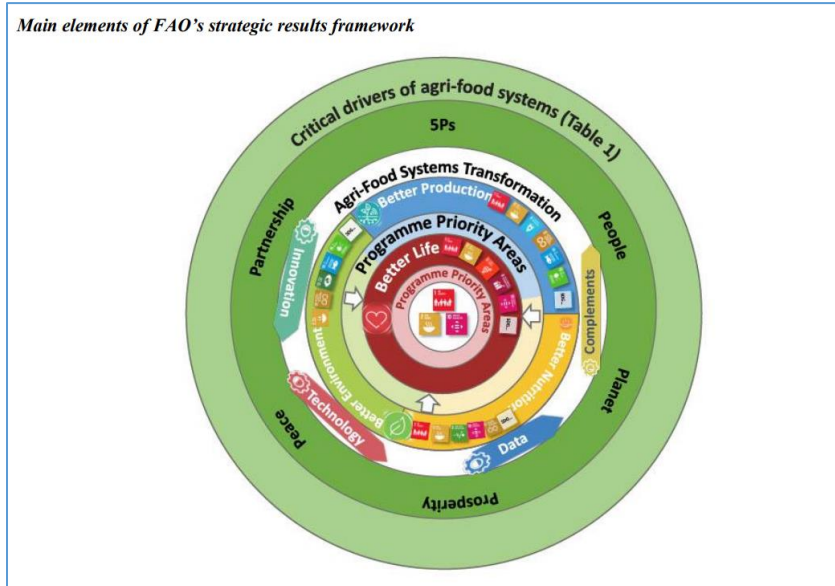 Main elements of FAO's strategic results framework
Critical drivers of agri-food systems (Table 1)
5Ps
People
Planet
Prosperity
Peace
Partnership
Agri-Food Systems Transformation
Innovation
Complements
Data
Technology
Better Production
Better Nutrition
Better Environment
Programme Priority Areas
Better Life
Programme Priority Areas